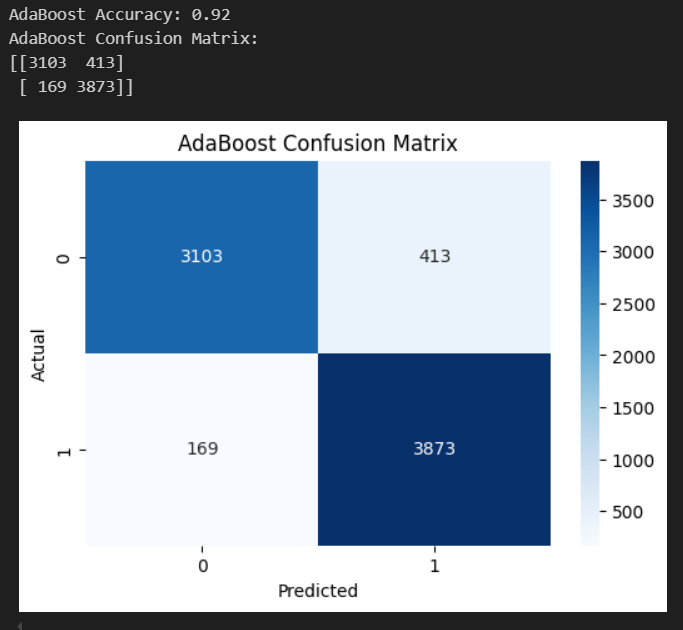 AdaBoost Accuracy: 0.92
AdaBoost Confusion Matrix:
[[3103  413]
 [ 169 3873]]
AdaBoost Confusion Matrix
3103 413
169 3873
0
1
Actual
0 1
Predicted
3500
3000
2500
2000
1500
1000
500